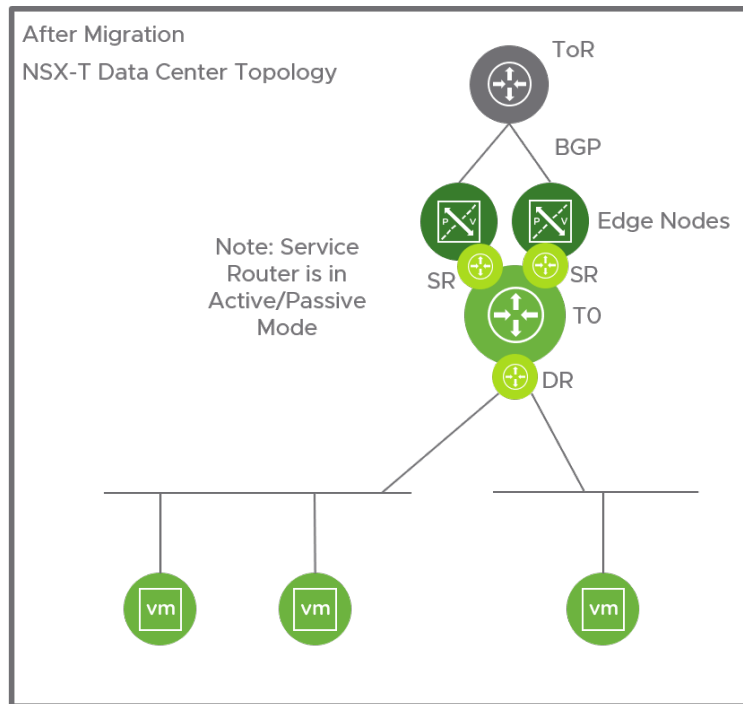 After Migration
NSX-T Data Center Topology
ToR
BGP
P V
P V
Edge Nodes
Note: Service
Router is in
Active/Passive
Mode
SR
SR
T0
DR
vm
vm
vm